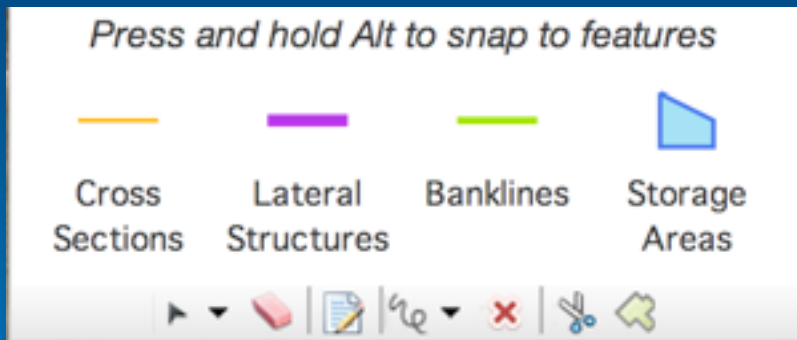 Press and hold Alt to snap to features
Cross Sections
Lateral Structures
Banklines
Storage Areas